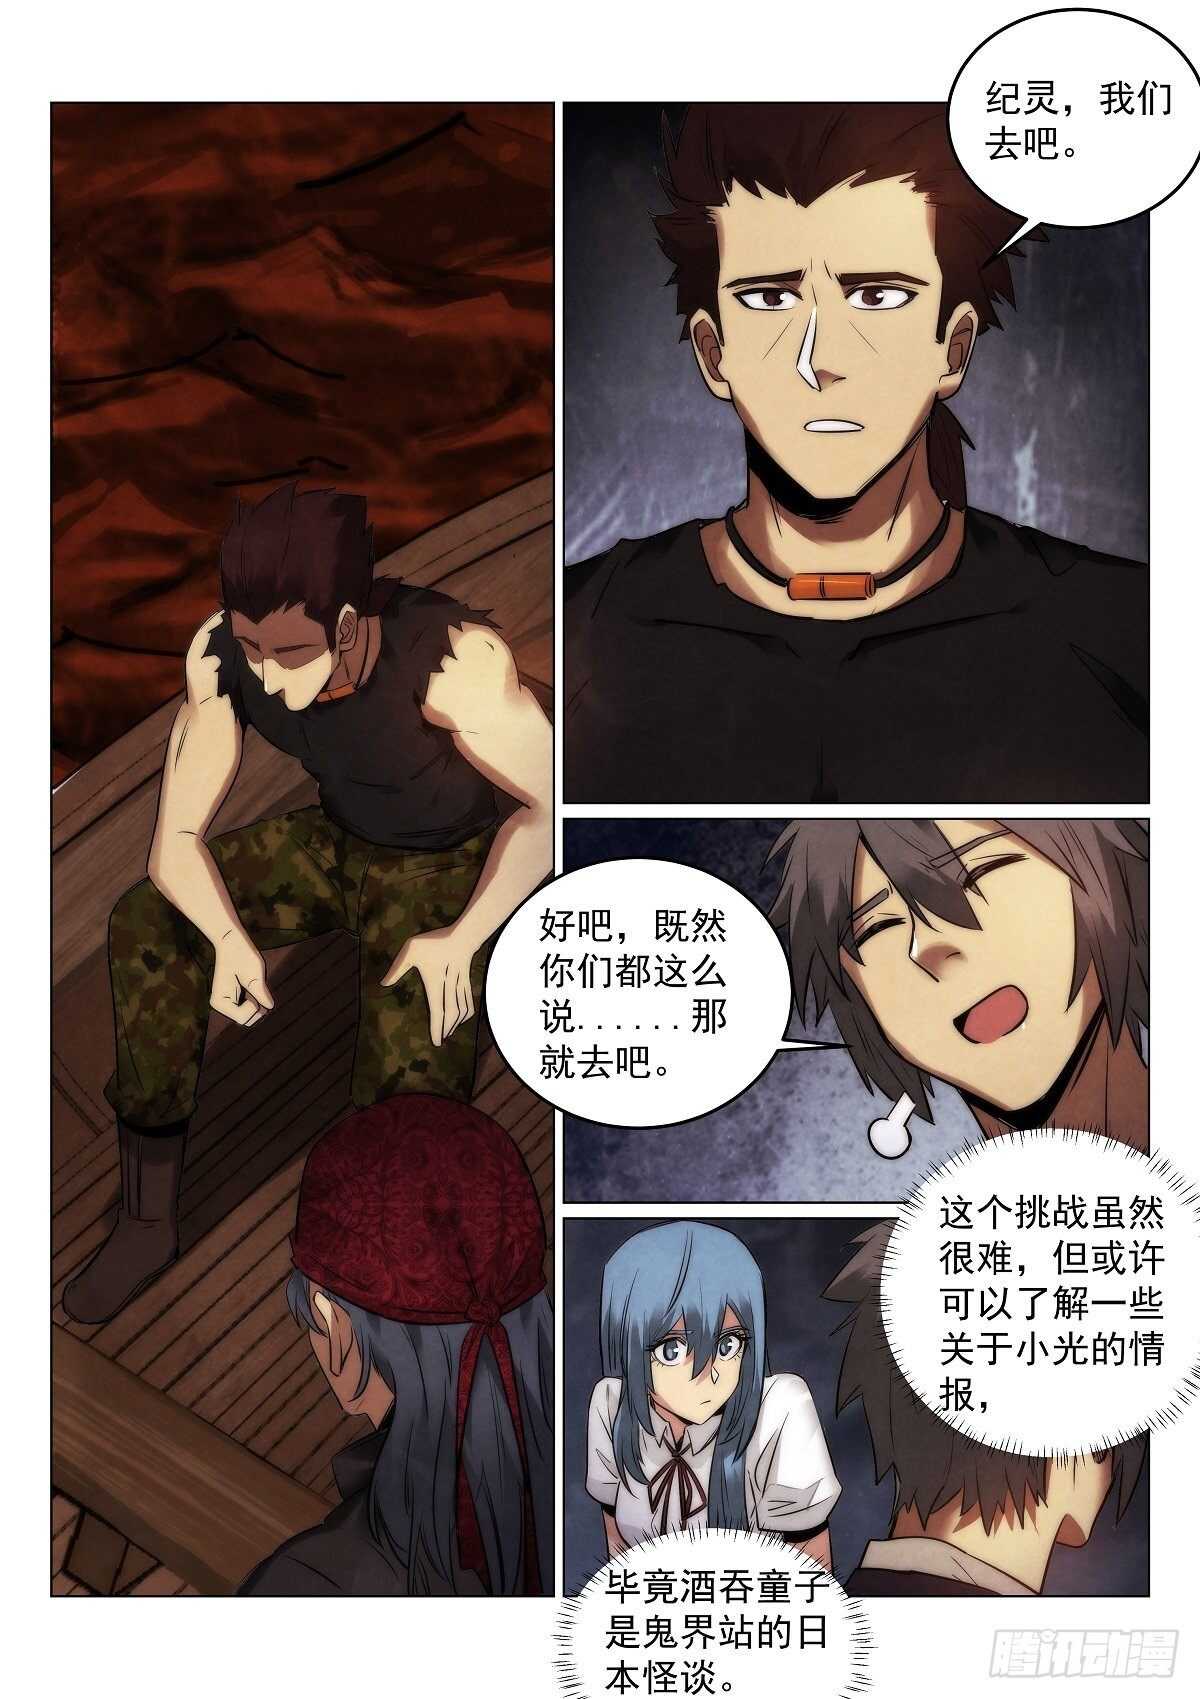 纪灵，我们
去吧。
好吧，既然
你们都这么
说......那
就去吧。
这个挑战虽然
很难，但或许
可以了解一些
关于小光的情
报，
毕竟酒吞童子
是鬼界站的日
本怪谈。
腾讯动漫